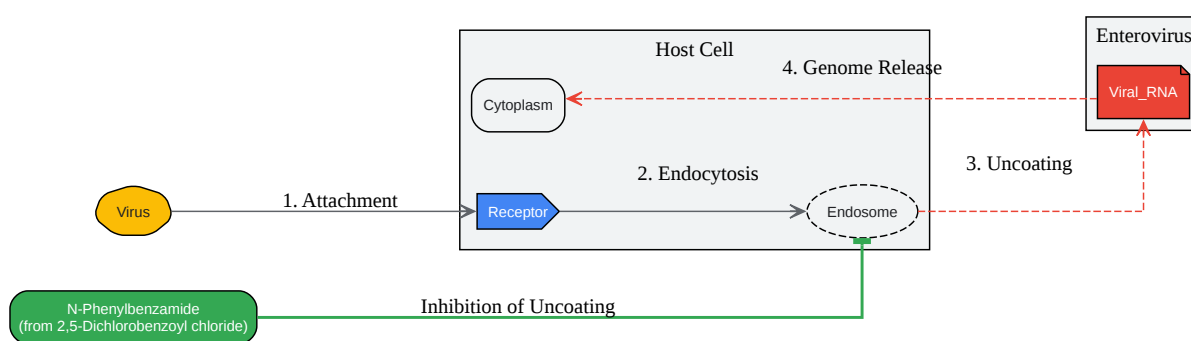 Host Cell
Enterovirus
4. Genome Release
Cytoplasm
Viral_RNA
2. Endocytosis
3. Uncoating
1. Attachment
Virus
Receptor
Endosome
Inhibition of Uncoating
N-Phenylbenzamide
(from 2,5-Dichlorobenzoyl chloride)